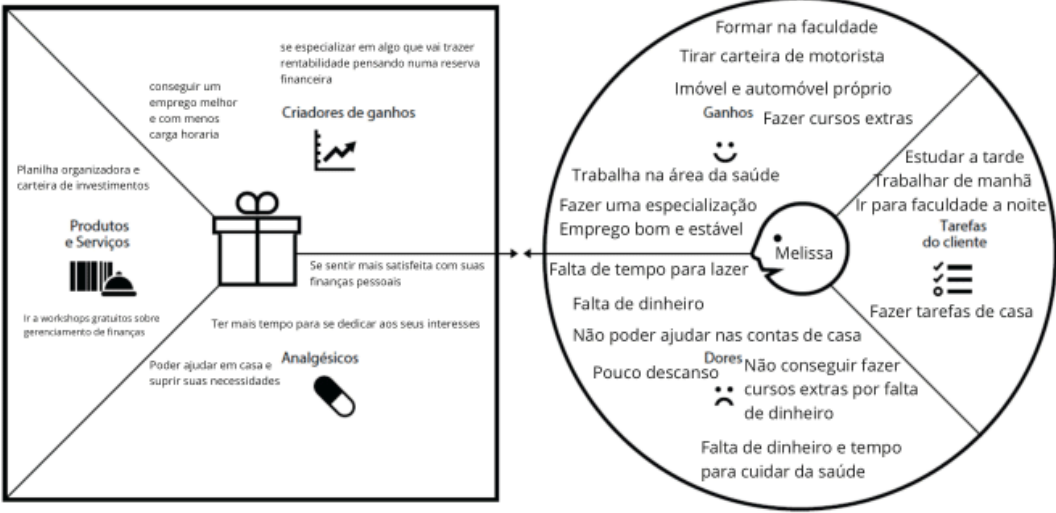 se especializar em algo que vai trazer
rentabilidade pensando numa reserva
financeira
conseguir um
emprego melhor
e com menos
carga horaria
Criadores de ganhos
Planilha organizadora e
carteira de investimentos
Produtos
e Serviços
Ir a workshops gratuitos sobre
gerenciamento de finanças
Se sentir mais satisfeita com suas
finanças pessoais
Ter mais tempo para se dedicar aos seus interesses
Poder ajudar em casa e
suprir suas necessidades
Analgésicos
Formar na faculdade
Tirar carteira de motorista
Imóvel e automóvel próprio
Ganhos
Fazer cursos extras
Trabalha na área da saúde
Fazer uma especialização
Emprego bom e estável
Estudar a tarde
Trabalhar de manhã
Ir para faculdade a noite
Tarefas
do cliente
Fazer tarefas de casa
Melissa
Falta de tempo para lazer
Falta de dinheiro
Não poder ajudar nas contas de casa
Dores
Pouco descanso
Não conseguir fazer
cursos extras por falta
de dinheiro
Falta de dinheiro e tempo
para cuidar da saúde